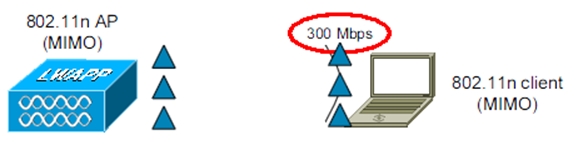 802.11n AP
(MIMO)
LWAPP
300 Mbps
802.11n client
(MIMO)